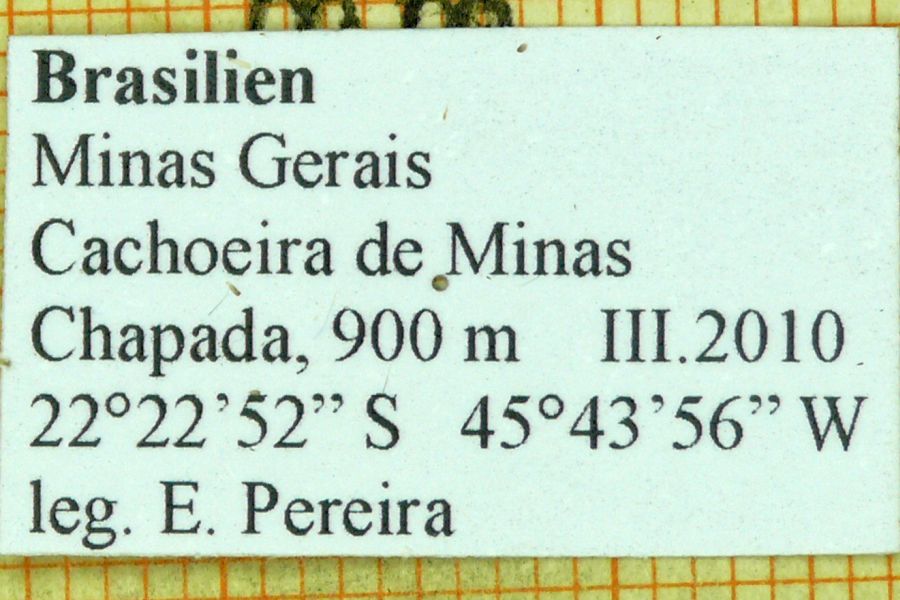 Brasilien
Minas Gerais
Cachoeira de Minas
Chapada, 900 m III.2010
22°22’52” S 45°43’56” W
leg. E. Pereira